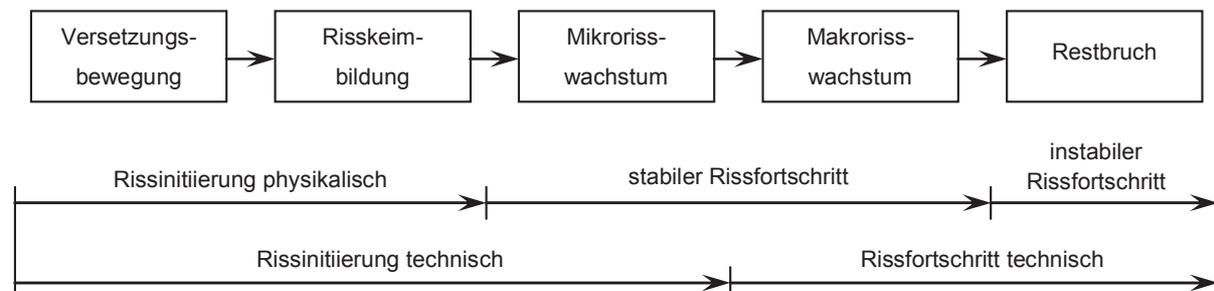 Versetzungs-
bewegung
Risskeim-
bildung
Mikroriss-
wachstum
Makroriss-
wachstum
Restbruch
Rissinitiierung physikalisch
stabiler Rissfortschritt
instabiler
Rissfortschritt
Rissinitiierung technisch
Rissfortschritt technisch